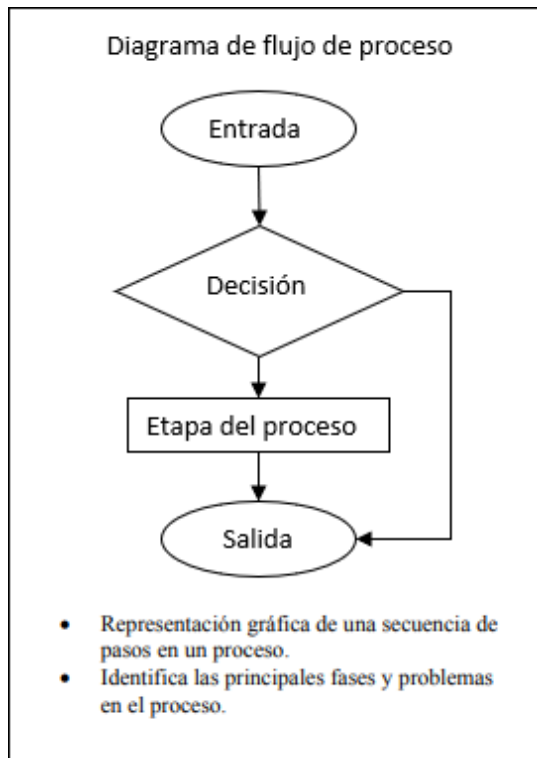 Diagrama de flujo de proceso
Entrada
Decisión
Etapa del proceso
Salida
• Representación gráfica de una secuencia de
pasos en un proceso.
• Identifica las principales fases y problemas
en el proceso.